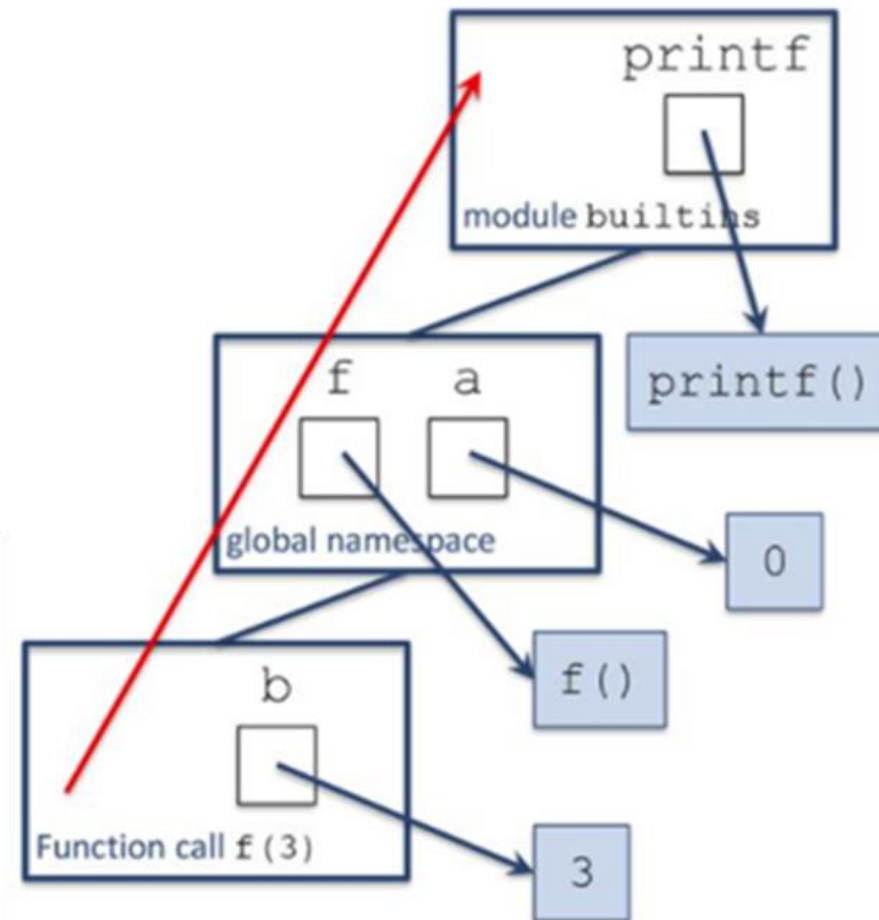 printf
module builtins
printf()
f a
global namespace
0
f()
b
Function call f(3)
3